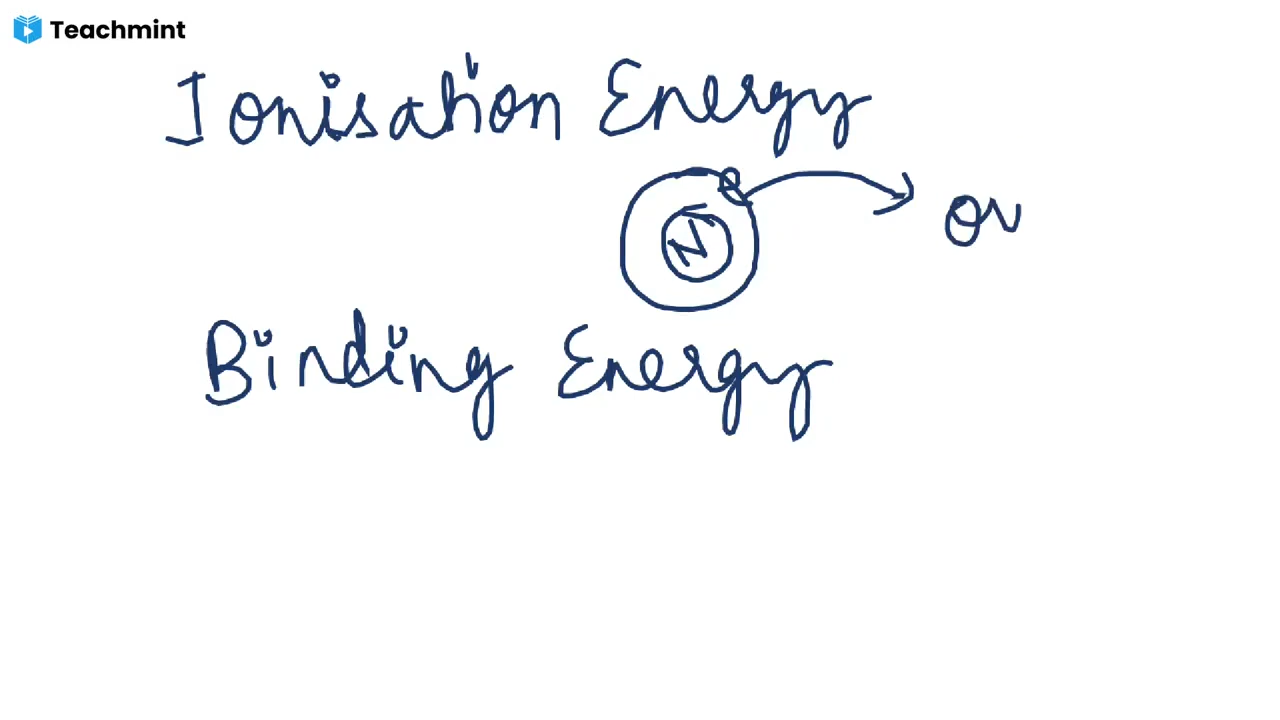 Teachmint
Ionisation Energy
N
or
Binding Energy